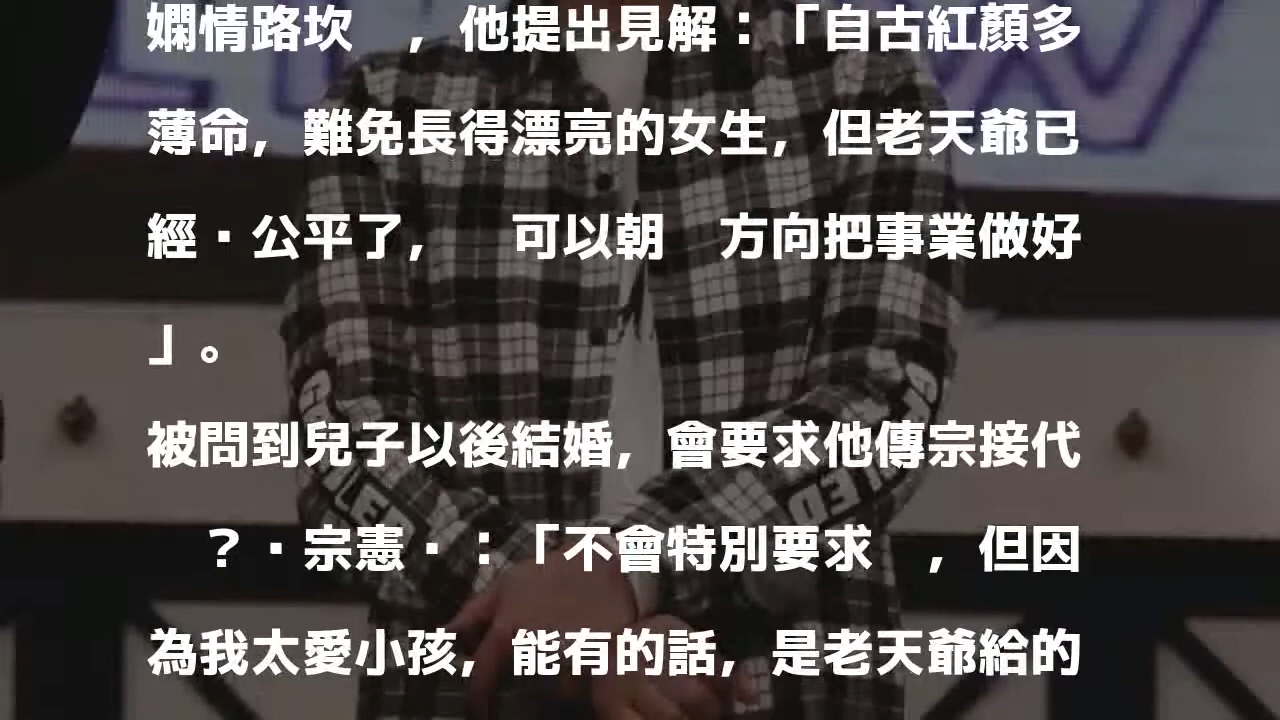 嫻情路坎　，他提出見解：「自古紅顏多
薄命，難免長得漂亮的女生，但老天爺已
經·公平了，　可以朝　方向把事業做好
」。
被問到兒子以後結婚，會要求他傳宗接代
　？·宗憲·：「不會特別要求　，但因
為我太愛小孩，能有的話，是老天爺給的